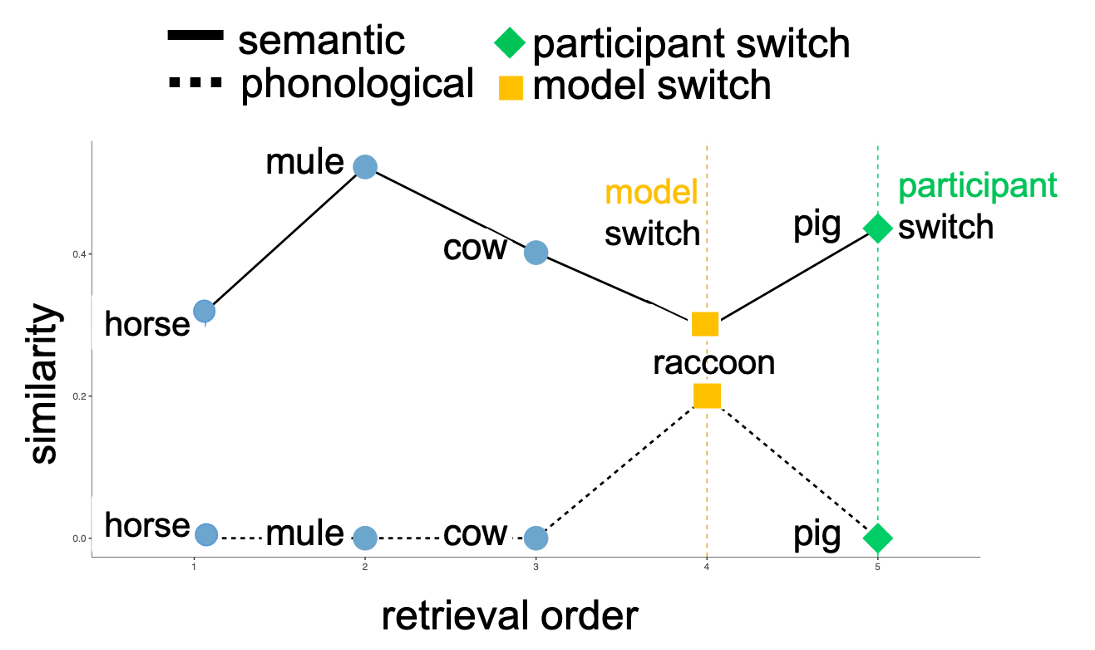 semantic
participant switch
phonological
model switch
mule
model
switch
participant
switch
pig
cow
0.4
horse
raccoon
similarity
0.2
horse
mule
cow
pig
0.0
1 2 3 4 5
retrieval order